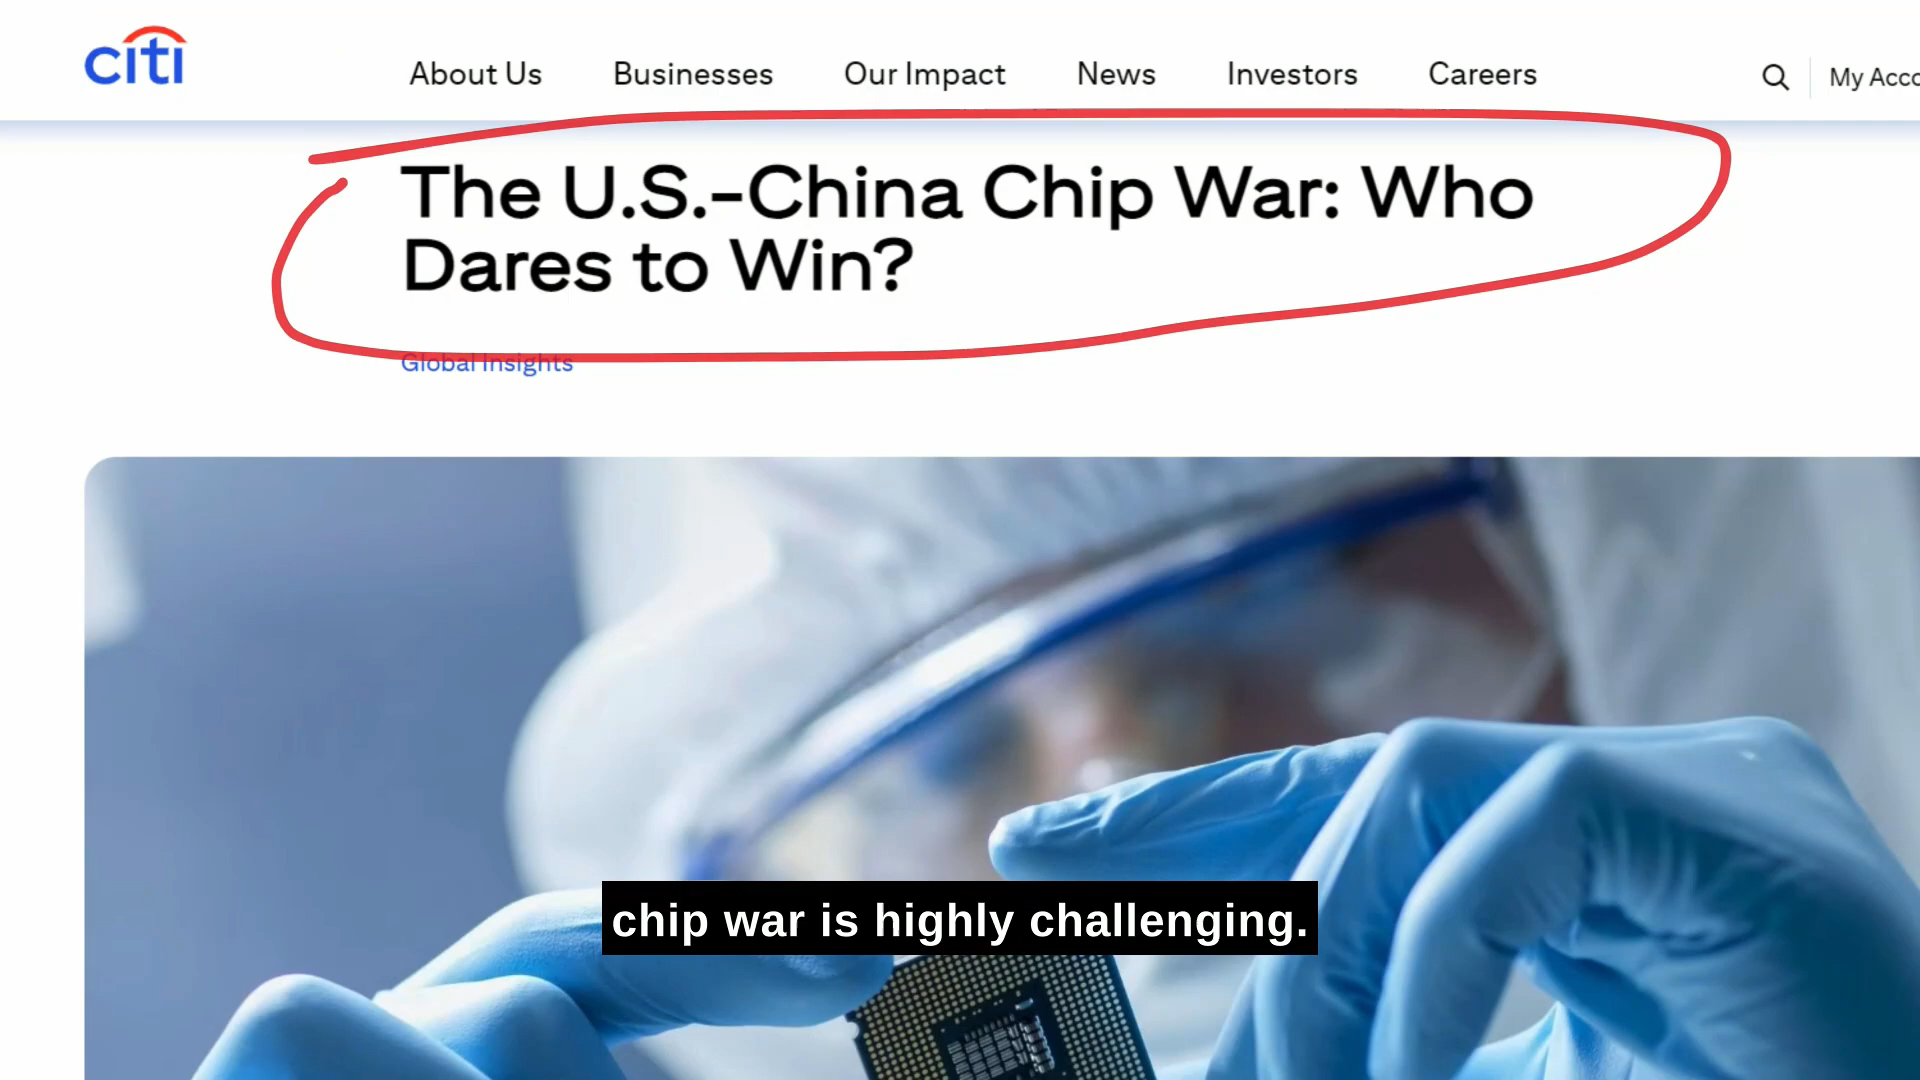 citi
About Us
Businesses
Our Impact
News
Investors
Careers
My Acco
The U.S.-China Chip War: Who
Dares to Win?
Global Insights
chip war is highly challenging.